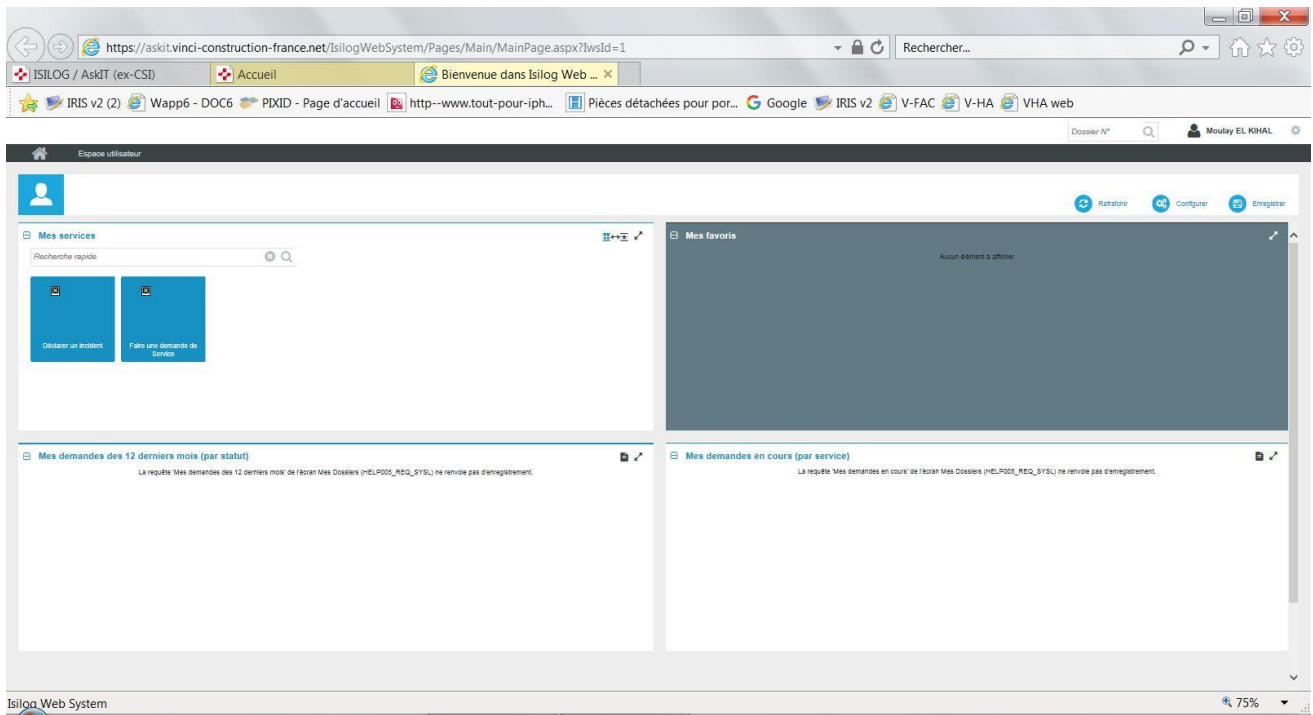 https://askit.vinci-construction-france.net/IsilogWebSystem/Pages/Main/MainPage.aspx?IwsId=1
Rechercher...
ISILOG / AskIT (ex-CSI)
Accueil
Bienvenue dans Isilog Web ...
IRIS v2 (2) Wapp6 - DOC6 PIXID - Page d'accueil http--www.tout-pour-iph... Pièces détachées pour por... Google IRIS v2 V-FAC V-HA VHA web
Dossier N°
Moulay EL KIHAL
Espace utilisateur
Rafraîchir
Configurer
Enregistrer
Mes services
Recherche rapide
Déclarer un incident
Faire une demande de
Service
Mes favoris
Aucun élément à afficher
Mes demandes des 12 derniers mois (par statut)
La requête 'Mes demandes des 12 derniers mois' de l'écran Mes Dossiers (HELP005_REQ_SYSL) ne renvoie pas d'enregistrement.
Mes demandes en cours (par service)
La requête 'Mes demandes en cours' de l'écran Mes Dossiers (HELP005_REQ_SYSL) ne renvoie pas d'enregistrement.
Isilog Web System
75%